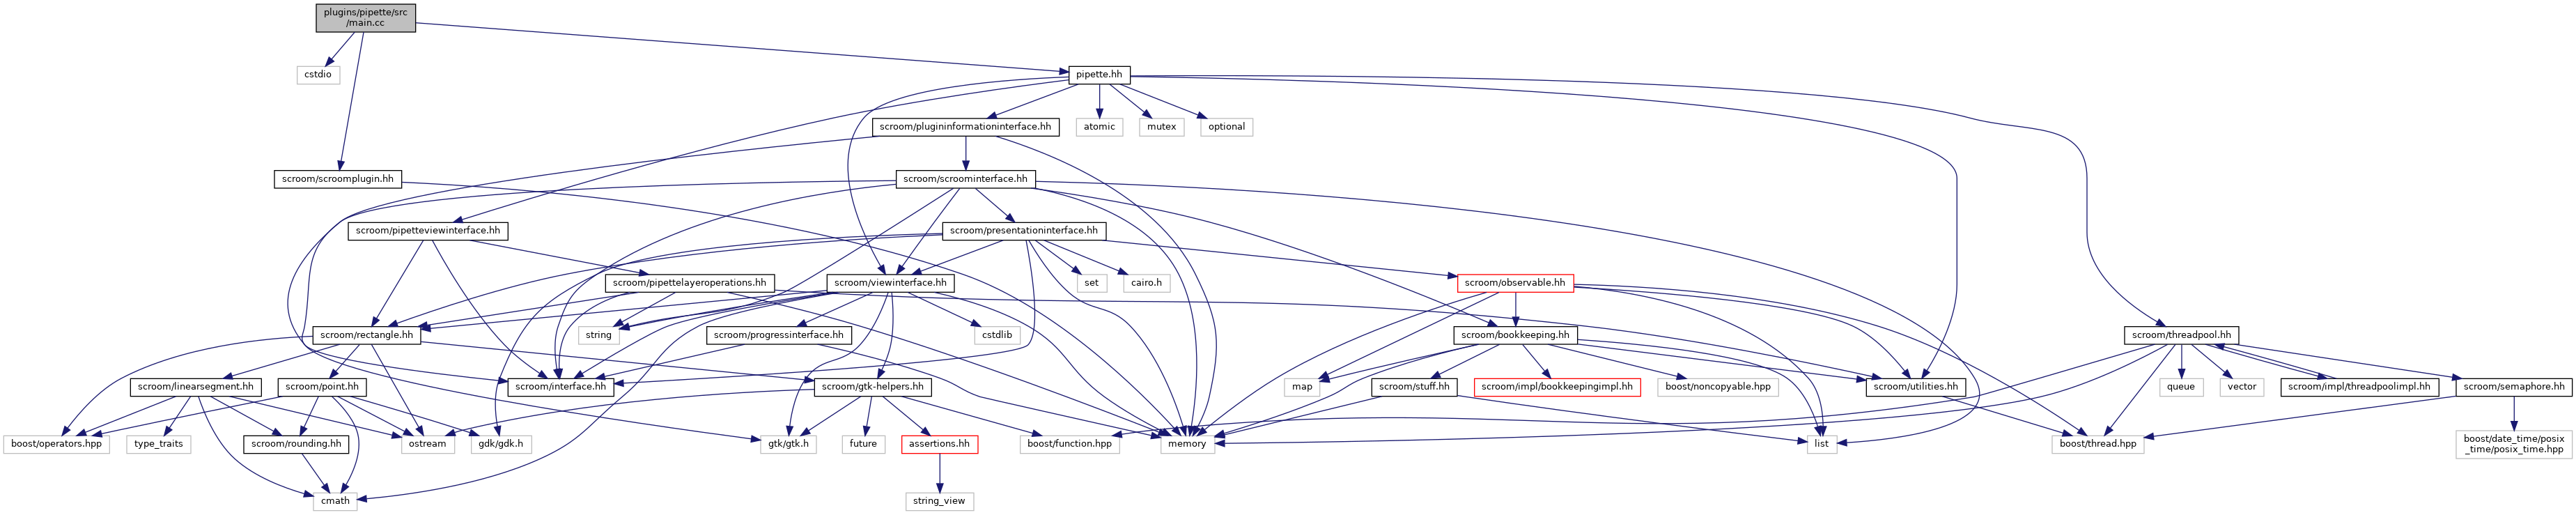 plugins/pipette/src
/main.cc
cstdio
pipette.hh
scroom/plugininformationinterface.hh
atomic
mutex
optional
scroom/scroomplugin.hh
scroom/scroominterface.hh
scroom/pipetteviewinterface.hh
scroom/presentationinterface.hh
scroom/pipettelayeroperations.hh
scroom/viewinterface.hh
set
cairo.h
scroom/observable.hh
scroom/rectangle.hh
string
scroom/progressinterface.hh
cstdlib
scroom/bookkeeping.hh
scroom/threadpool.hh
scroom/linearsegment.hh
scroom/point.hh
scroom/interface.hh
scroom/gtk-helpers.hh
map
scroom/stuff.hh
scroom/impl/bookkeepingimpl.hh
boost/noncopyable.hpp
scroom/utilities.hh
queue
vector
scroom/impl/threadpoolimpl.hh
scroom/semaphore.hh
boost/operators.hpp
type_traits
scroom/rounding.hh
ostream
gdk/gdk.h
gtk/gtk.h
future
assertions.hh
boost/function.hpp
memory
list
boost/thread.hpp
boost/date_time/posix
_time/posix_time.hpp
cmath
string_view